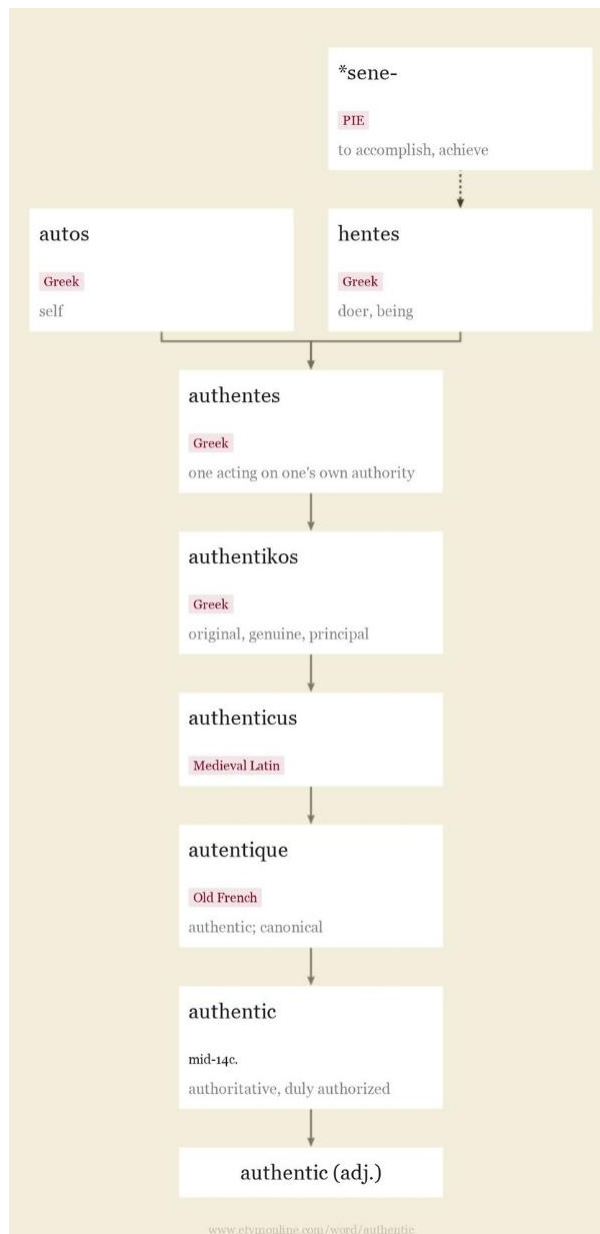 *sene-
PIE
to accomplish, achieve
autos
Greek
self
hentes
Greek
doer, being
authentes
Greek
one acting on one's own authority
authentikos
Greek
original, genuine, principal
authenticus
Medieval Latin
autentique
Old French
authentic; canonical
authentic
mid-14c.
authoritative, duly authorized
authentic (adj.)
www.etymonline.com/word/authentic